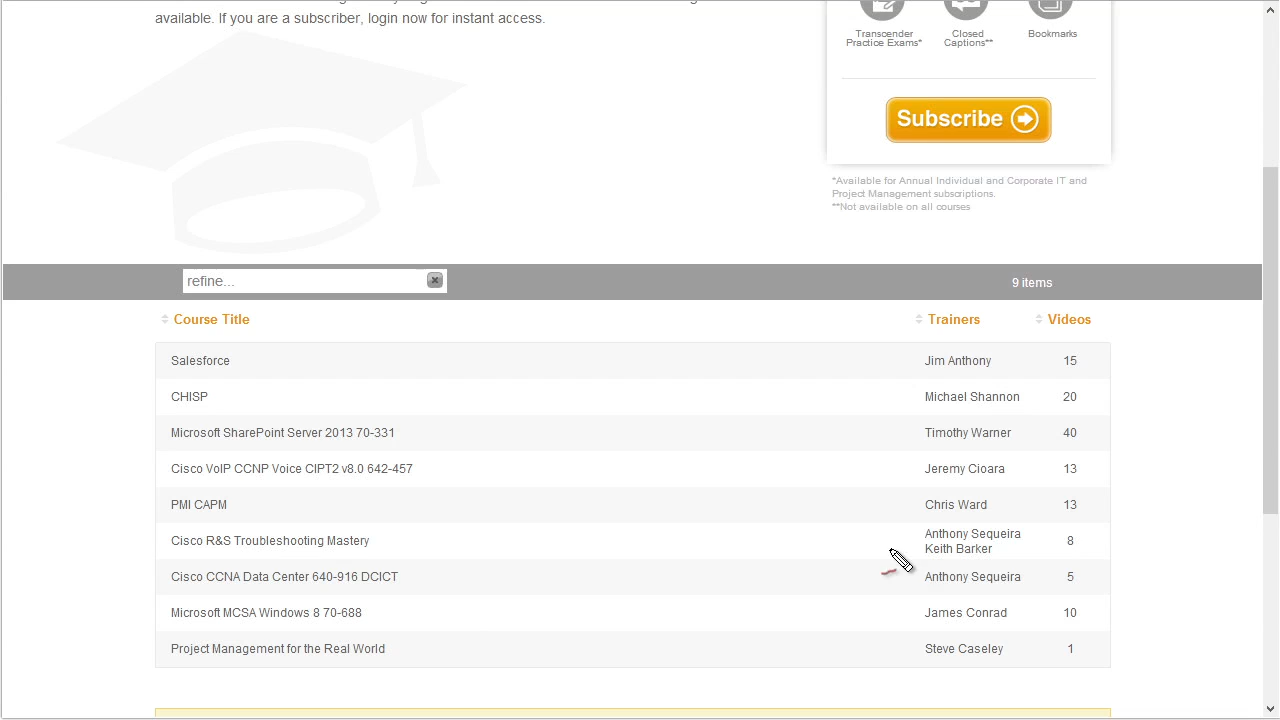 available. If you are a subscriber, login now for instant access.
Transcender
Practice Exams*
Closed
Captions**
Bookmarks
Subscribe
*Available for Annual Individual and Corporate IT and
Project Management subscriptions.
**Not available on all courses
refine...
9 items
Course Title Trainers Videos
Salesforce Jim Anthony 15
CHISP Michael Shannon 20
Microsoft SharePoint Server 2013 70-331 Timothy Warner 40
Cisco VoIP CCNP Voice CIPT2 v8.0 642-457 Jeremy Cioara 13
PMI CAPM Chris Ward 13
Cisco R&S Troubleshooting Mastery Anthony Sequeira
Keith Barker 8
Cisco CCNA Data Center 640-916 DCICT Anthony Sequeira 5
Microsoft MCSA Windows 8 70-688 James Conrad 10
Project Management for the Real World Steve Caseley 1